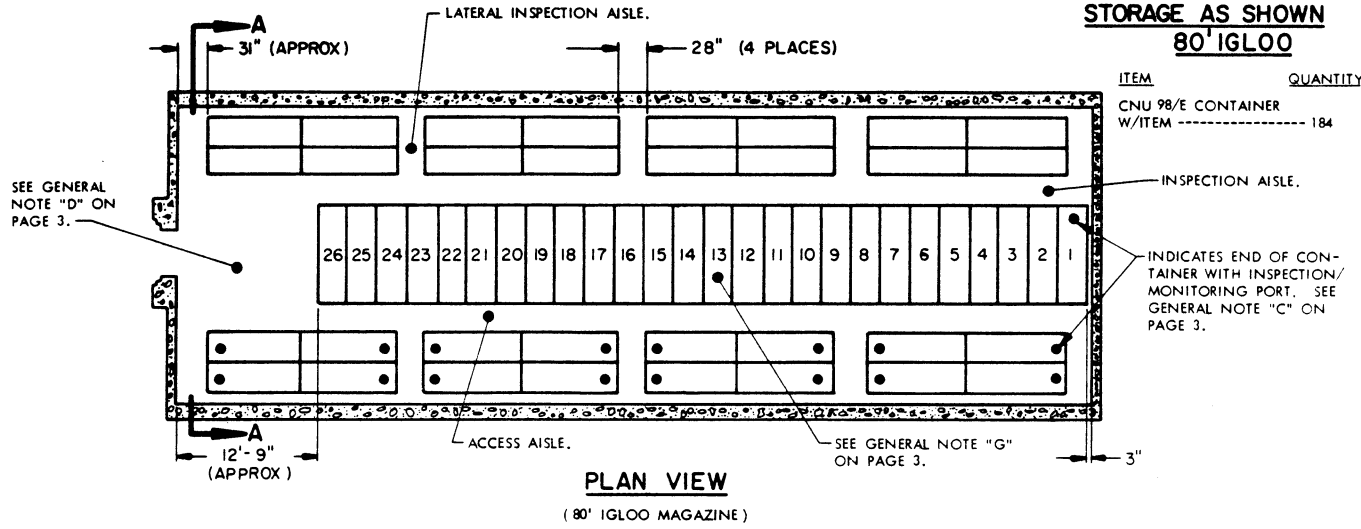 STORAGE AS SHOWN
80' IGLOO
ITEM QUANTITY
CNU 98/E CONTAINER
W/ITEM ---------------- 184
A
LATERAL INSPECTION AISLE.
31" (APPROX)
28" (4 PLACES)
SEE GENERAL
NOTE "D" ON
PAGE 3.
INSPECTION AISLE.
26 25 24 23 22 21 20 19 18 17 16 15 14 13 12 11 10 9 8 7 6 5 4 3 2 1
INDICATES END OF CON-
TAINER WITH INSPECTION/
MONITORING PORT. SEE
GENERAL NOTE "C" ON
PAGE 3.
A
12'-9"
(APPROX)
ACCESS AISLE.
SEE GENERAL NOTE "G"
ON PAGE 3.
3"
PLAN VIEW
(80' IGLOO MAGAZINE)